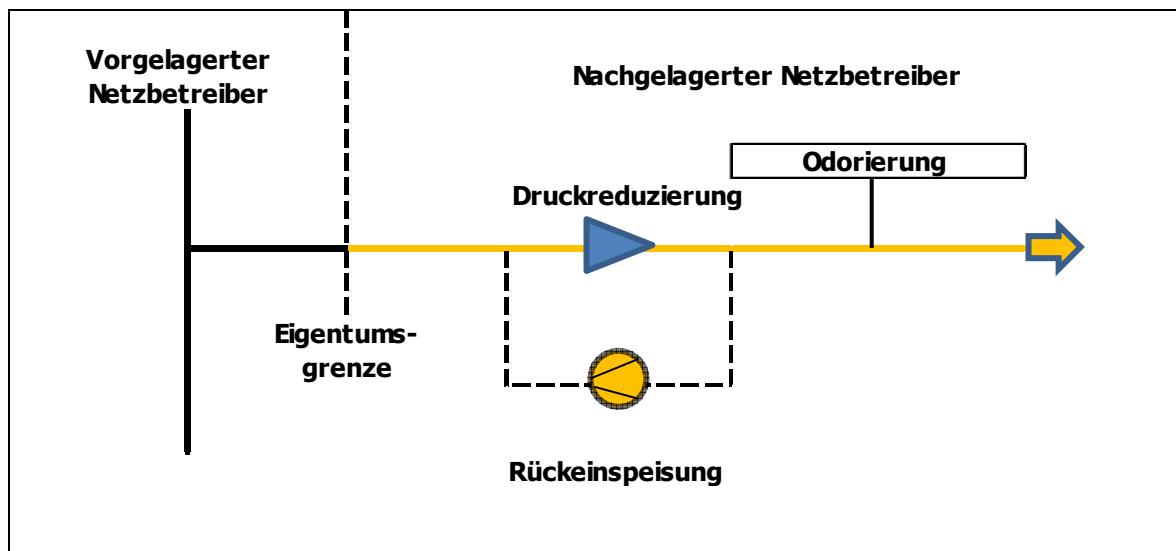 Vorgelagerter
Netzbetreiber
Nachgelagerter Netzbetreiber
Odorierung
Druckreduzierung
Eigentums-
grenze
Rückeinspeisung